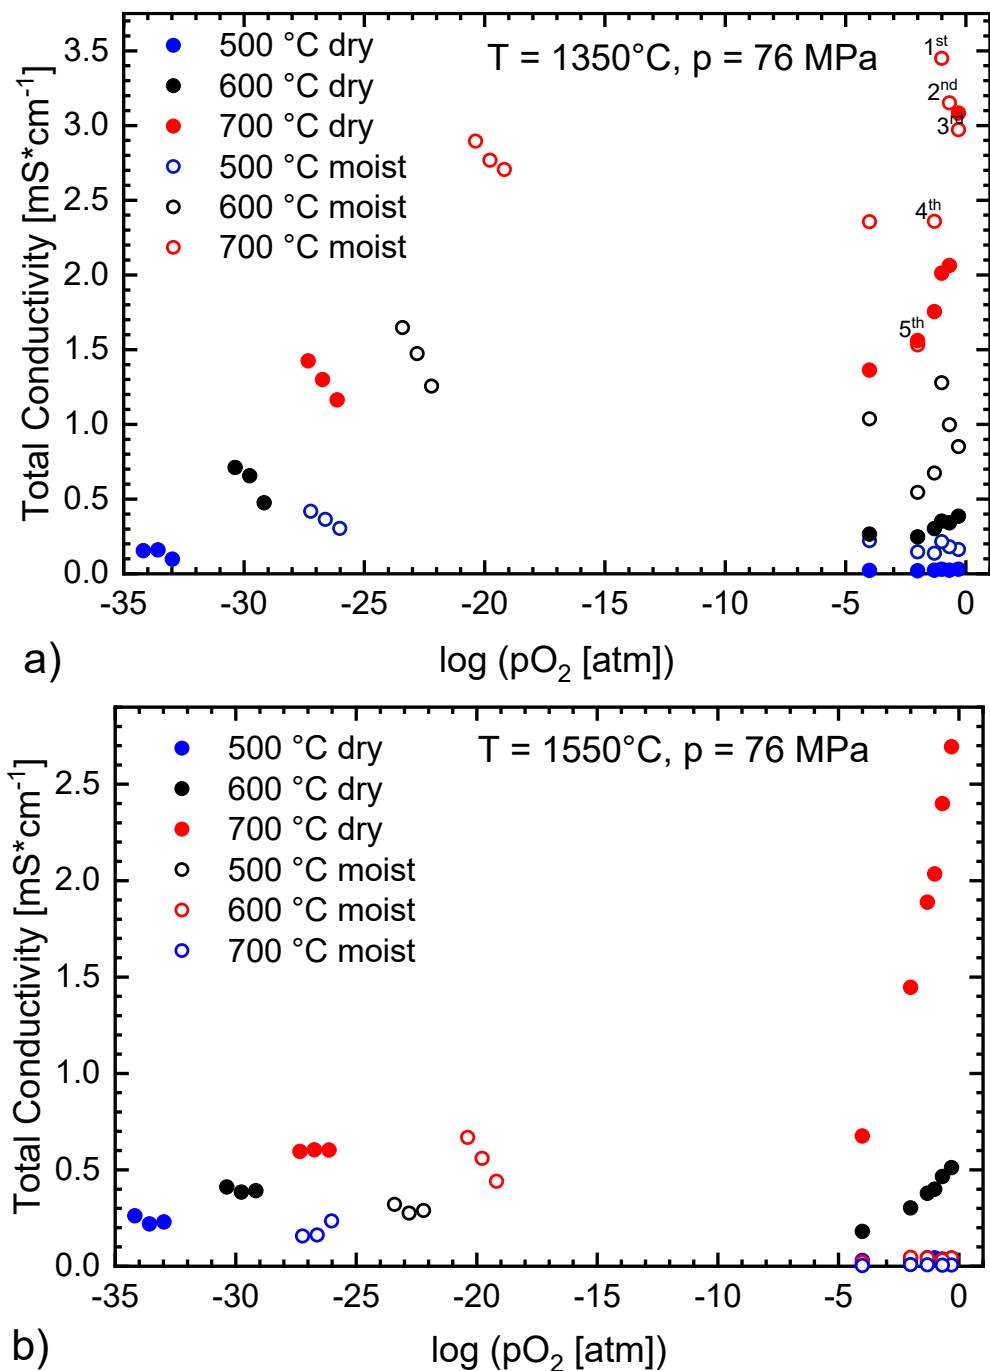 500 °C dry
600 °C dry
700 °C dry
500 °C moist
600 °C moist
700 °C moist
T = 1350°C, p = 76 MPa
1st
2nd
3rd
4th
5th
3.5
3.0
2.5
2.0
1.5
1.0
0.5
0.0
Total Conductivity [mS*cm-1]
-35 -30 -25 -20 -15 -10 -5 0
log (pO2 [atm])
a)
500 °C dry
600 °C dry
700 °C dry
500 °C moist
600 °C moist
700 °C moist
T = 1550°C, p = 76 MPa
2.5
2.0
1.5
1.0
0.5
0.0
Total Conductivity [mS*cm-1]
-35 -30 -25 -20 -15 -10 -5 0
log (pO2 [atm])
b)